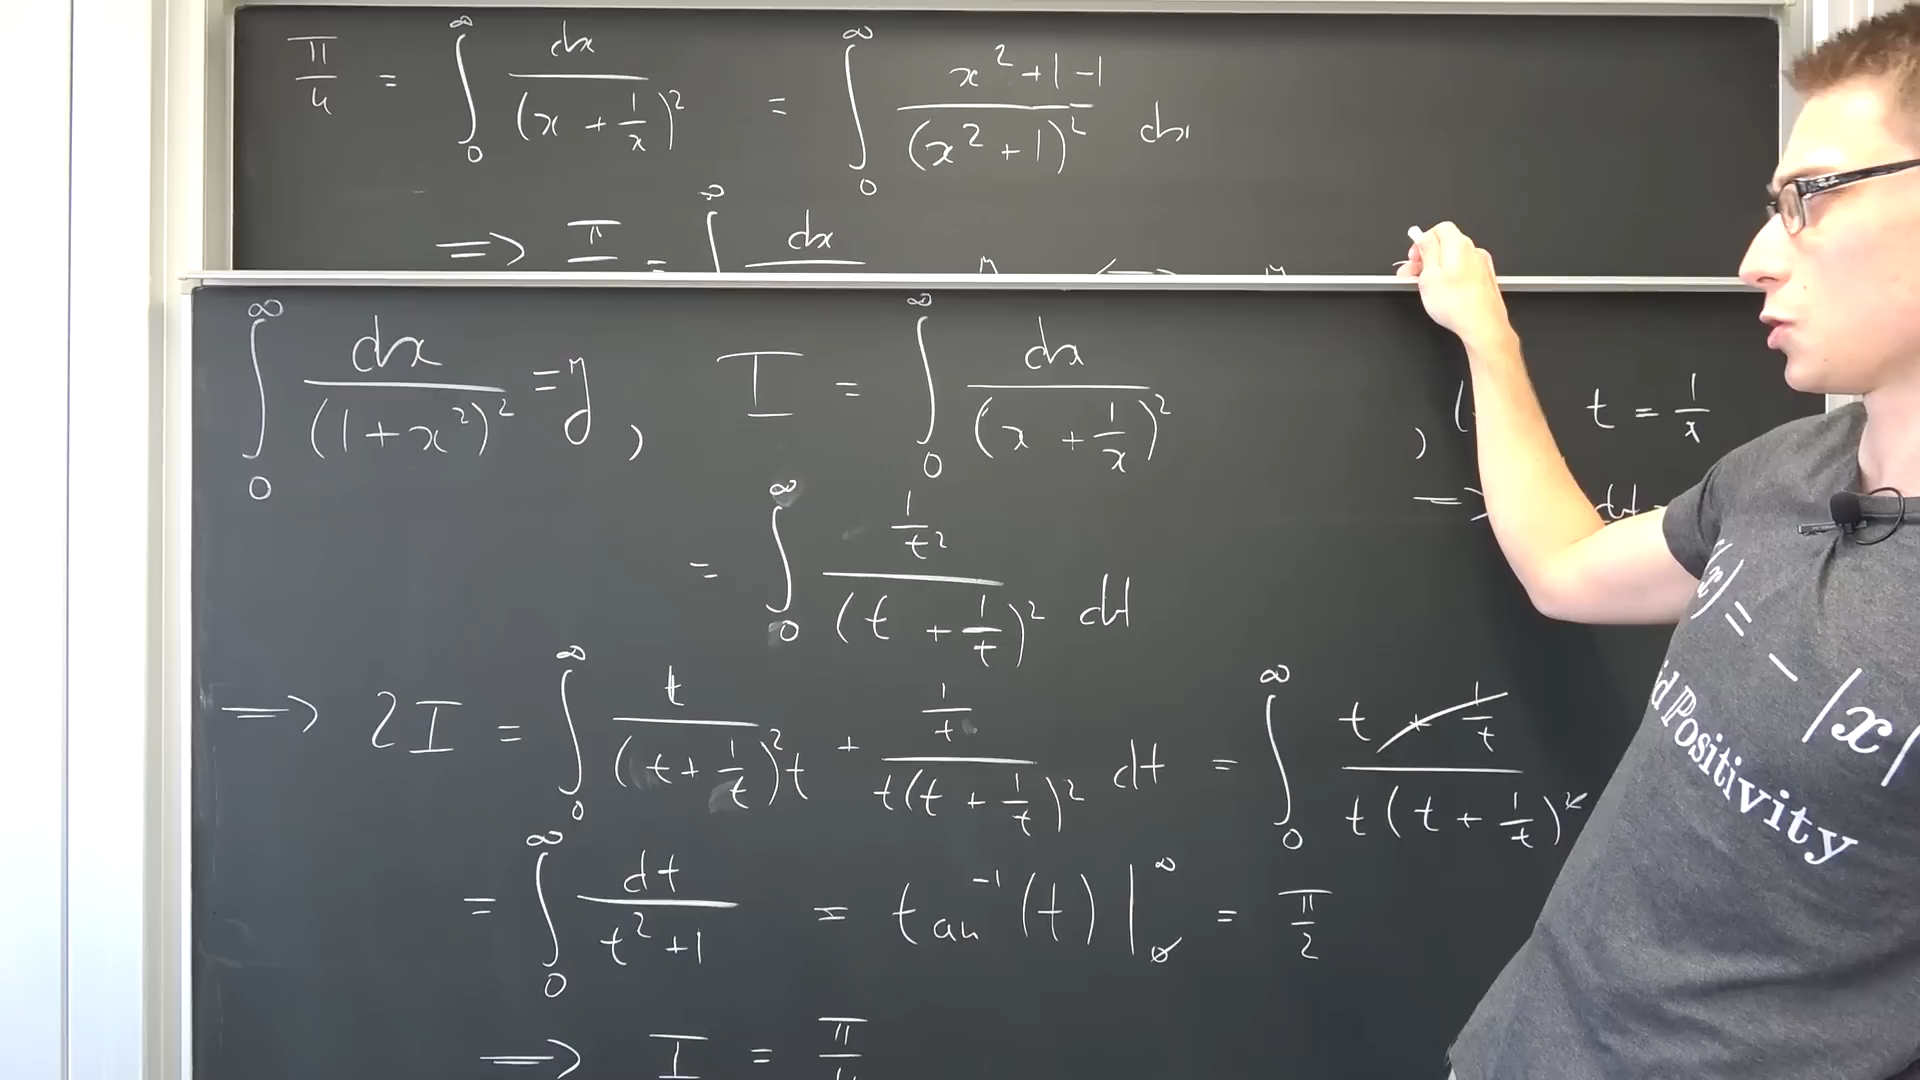 π/4 = ∫₀^∞ dx/(x + 1/x)² = ∫₀^∞ (x² + 1 - 1)/(x² + 1)² dx
=> π/ = ∫^∞ dx
∫₀^∞ dx/(1 + x²)² = y, I = ∫₀^∞ dx/(x + 1/x)² , ( t = 1/x
= ∫₀^∞ (1/t²)/(t + 1/t)² dt => dt
=> 2I = ∫₀^∞ t/((t + 1/t)² t) + (1/t)/(t(t + 1/t)²) dt = ∫₀^∞ (t + 1/t)/(t(t + 1/t)²)
= ∫₀^∞ dt/(t² + 1) = tan⁻¹(t)|₀^∞ = π/2
=> I = π/4
(x) = -|x|
d Positivity